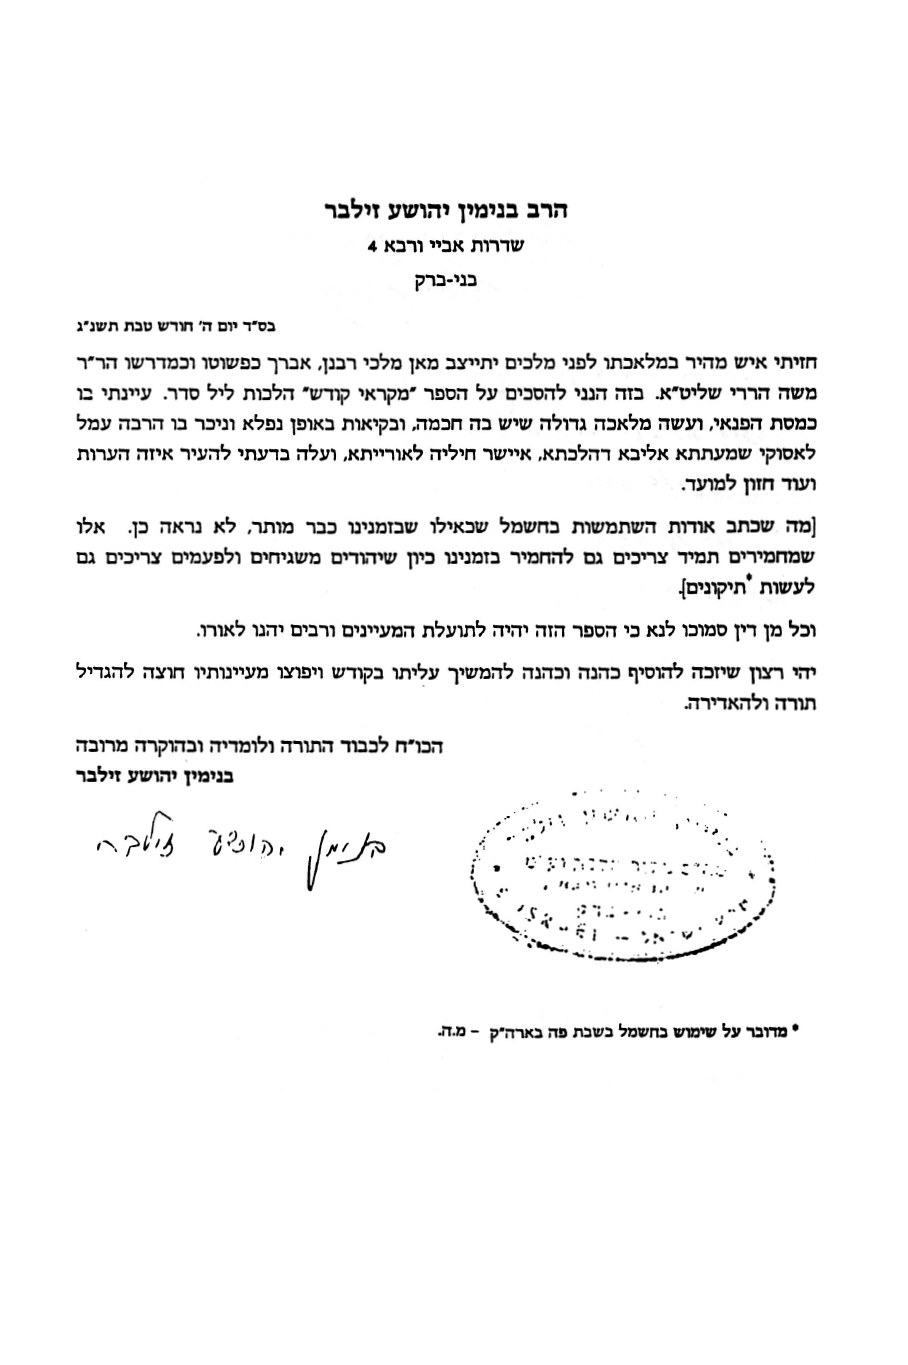 הרב בנימין יהושע זילבר
שדרות אביי ורבא 4
בני-ברק
בס״ד יום ה׳ חודש טבת תשנ״ג
חזיתי איש מהיר במלאכתו לפני מלכים יתייצב מאן מלכי רבנן, אברך כפשוטו וכמדרשו הר״ר
משה הררי שליט״א. בזה הנני להסכים על הספר ״מקראי קודש״ הלכות ליל סדר. עיינתי בו
כמסת הפנאי, ועשה מלאכה גדולה שיש בה חכמה, ובקיאות באופן נפלא וניכר בו הרבה עמל
לאסוקי שמעתתא אליבא דהלכתא, איישר חיליה לאורייתא, ועלה בדעתי להעיר איזה הערות
ועוד חזון למועד.
[מה שכתב אודות השתמשות בחשמל שכאילו שבזמנינו כבר מותר, לא נראה כן. אלו
שמחמירים תמיד צריכים גם להחמיר בזמנינו כיון שיהודים משגיחים ולפעמים צריכים גם
לעשות *תיקונים].
וכל מן דין סמוכו לנא כי הספר הזה יהיה לתועלת המעיינים ורבים יהנו לאורו.
יהי רצון שיזכה להוסיף כהנה וכהנה להמשיך עליתו בקודש ויפוצו מעיינותיו חוצה להגדיל
תורה ולהאדירה.
הכו״ח לכבוד התורה ולומדיה ובהוקרה מרובה
בנימין יהושע זילבר
בנימין יהושע זילבר
* מדובר על שימוש בחשמל בשבת פה בארה״ק – מ.ה.